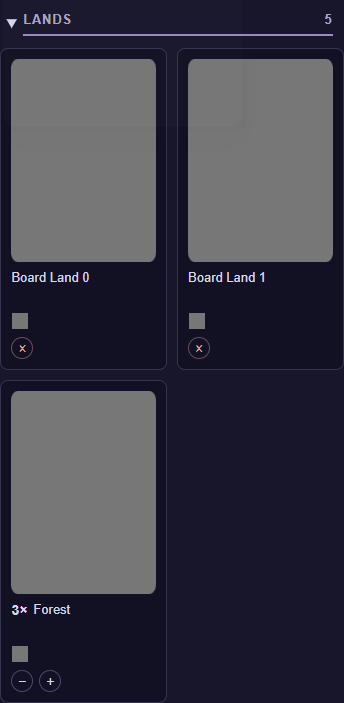 ▼ LANDS 5
Board Land 0
Board Land 1
×
×
3× Forest
− +